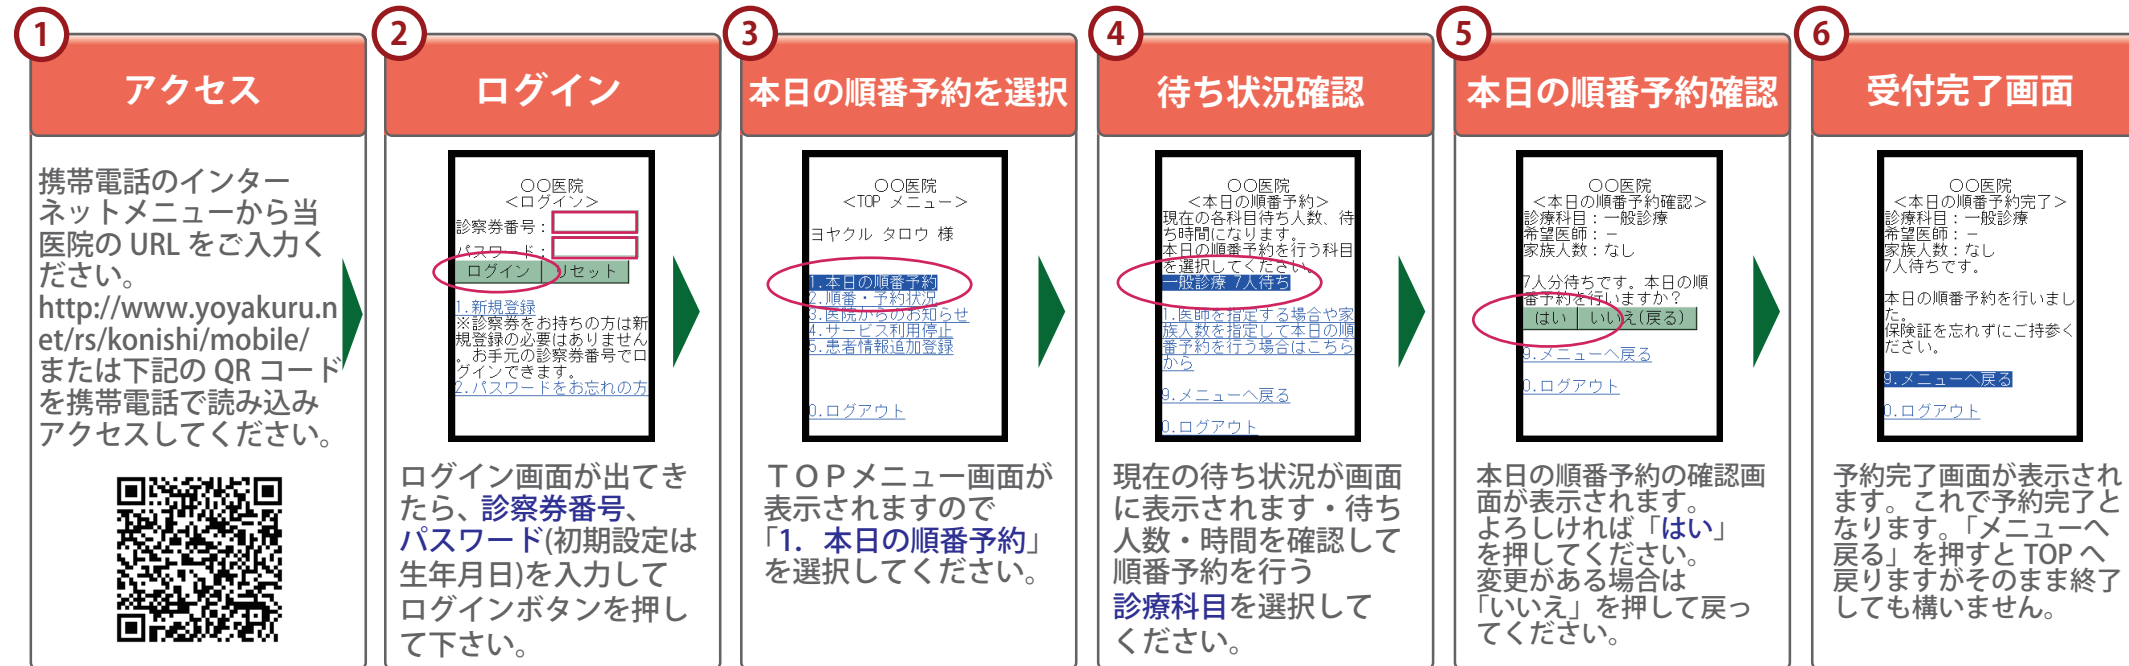 1
アクセス
携帯電話のインター
ネットメニューから当
医院の URL をご入力く
ださい。
http://www.yoyakuru.n
et/rs/konishi/mobile/
または下記の QR コード
を携帯電話で読み込み
アクセスしてください。
2
ログイン
○○医院
＜ログイン＞
診察券番号：
パスワード：
ログイン リセット
1.新規登録
※診察券をお持ちの方は新
規登録の必要はありません
。お手元の診察券番号でロ
グインできます。
2.パスワードをお忘れの方
ログイン画面が出てき
たら、診察券番号、
パスワード(初期設定は
生年月日)を入力して
ログインボタンを押し
て下さい。
3
本日の順番予約を選択
○○医院
＜TOP メニュー＞
ヨヤクル タロウ 様
1.本日の順番予約
2.順番・予約状況
3.医院からのお知らせ
4.サービス利用停止
5.患者情報追加登録
0.ログアウト
ＴＯＰメニュー画面が
表示されますので
「1. 本日の順番予約」
を選択してください。
4
待ち状況確認
○○医院
＜本日の順番予約＞
現在の各科目待ち人数、待
ち時間になります。
本日の順番予約を行う科目
を選択してください。
一般診療 7人待ち
1.医師を指定する場合や家
族人数を指定して本日の順
番予約を行う場合はこちら
から
9.メニューへ戻る
0.ログアウト
現在の待ち状況が画面
に表示されます・待ち
人数・時間を確認して
順番予約を行う
診療科目を選択して
ください。
5
本日の順番予約確認
○○医院
＜本日の順番予約確認＞
診療科目：一般診療
希望医師：－
家族人数：なし
7人分待ちです。本日の順
番予約を行いますか？
はい いいえ(戻る)
9.メニューへ戻る
0.ログアウト
本日の順番予約の確認画
面が表示されます。
よろしければ「はい」
を押してください。
変更がある場合は
「いいえ」を押して戻っ
てください。
6
受付完了画面
○○医院
＜本日の順番予約完了＞
診療科目：一般診療
希望医師：－
家族人数：なし
7人待ちです。
本日の順番予約を行いまし
た。
保険証を忘れずにご持参く
ださい。
9.メニューへ戻る
0.ログアウト
予約完了画面が表示され
ます。これで予約完了と
なります。「メニューへ
戻る」を押すと TOP へ
戻りますがそのまま終了
しても構いません。